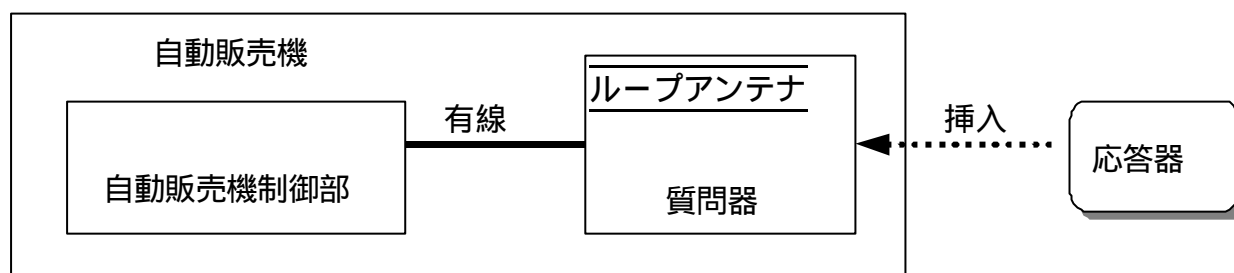 自動販売機
ループアンテナ
有線
挿入
応答器
自動販売機制御部
質問器